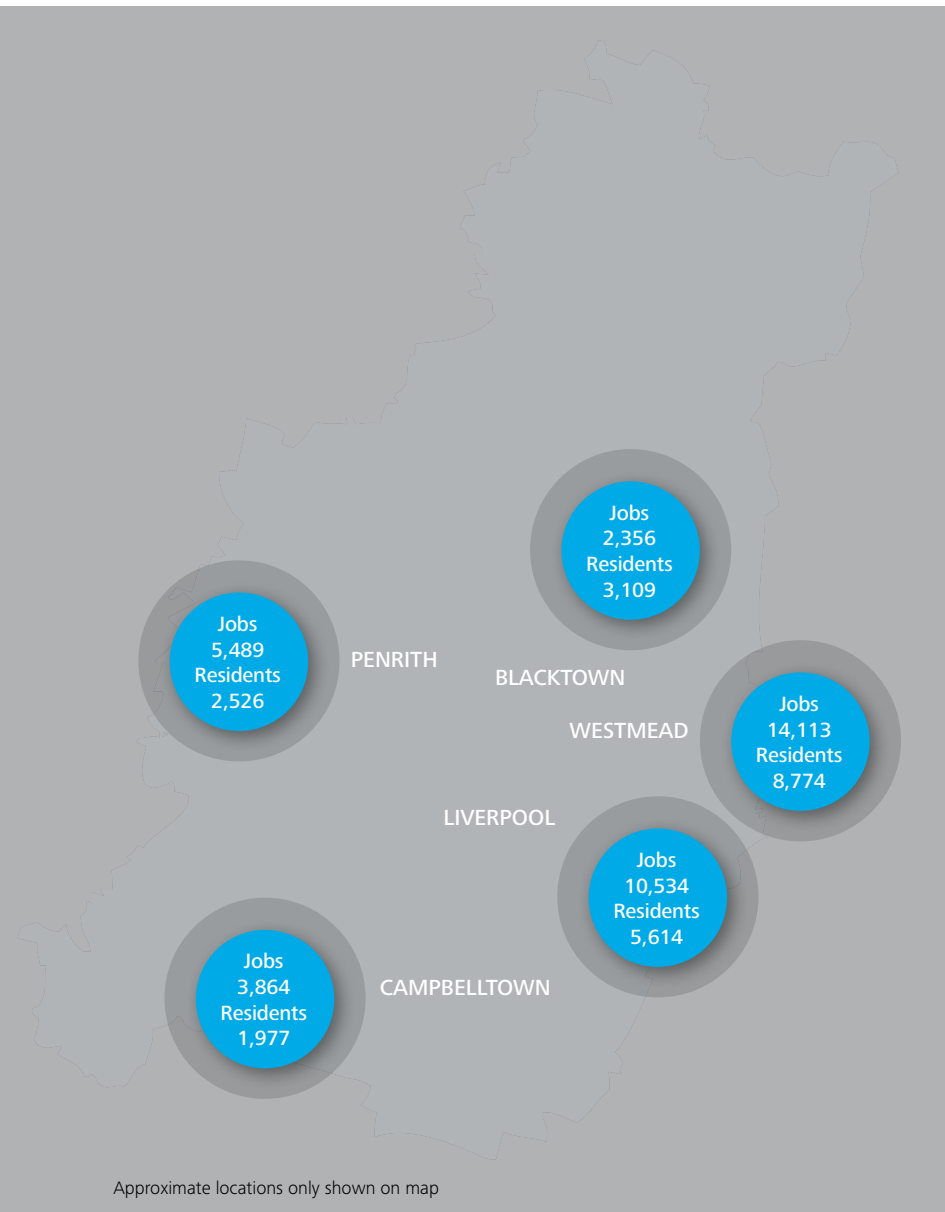 Jobs
2,356
Residents
3,109
BLACKTOWN
Jobs
5,489
Residents
2,526
PENRITH
WESTMEAD
Jobs
14,113
Residents
8,774
LIVERPOOL
Jobs
10,534
Residents
5,614
Jobs
3,864
Residents
1,977
CAMPBELLTOWN
Approximate locations only shown on map